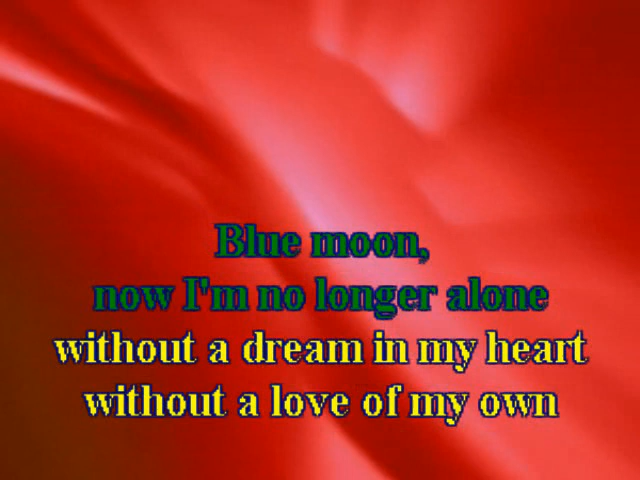 Blue moon,
now I'm no longer alone
without a dream in my heart
without a love of my own